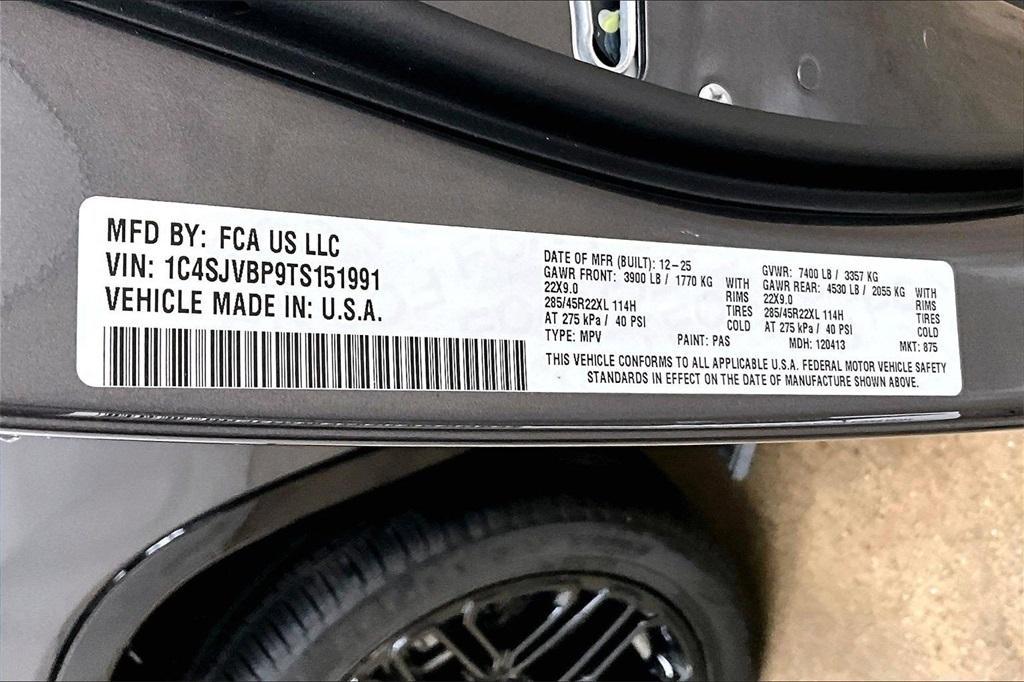 MFD BY: FCA US LLC
VIN: 1C4SJVBP9TS151991
VEHICLE MADE IN: U.S.A.
DATE OF MFR (BUILT): 12-25
GAWR FRONT: 3900 LB / 1770 KG WITH
22X9.0 RIMS
285/45R22XL 114H TIRES
AT 275 kPa / 40 PSI COLD
TYPE: MPV PAINT: PAS
GVWR: 7400 LB / 3357 KG
GAWR REAR: 4530 LB / 2055 KG WITH
22X9.0 RIMS
285/45R22XL 114H TIRES
AT 275 kPa / 40 PSI COLD
MDH: 120413 MKT: 875
THIS VEHICLE CONFORMS TO ALL APPLICABLE U.S.A. FEDERAL MOTOR VEHICLE SAFETY
STANDARDS IN EFFECT ON THE DATE OF MANUFACTURE SHOWN ABOVE.